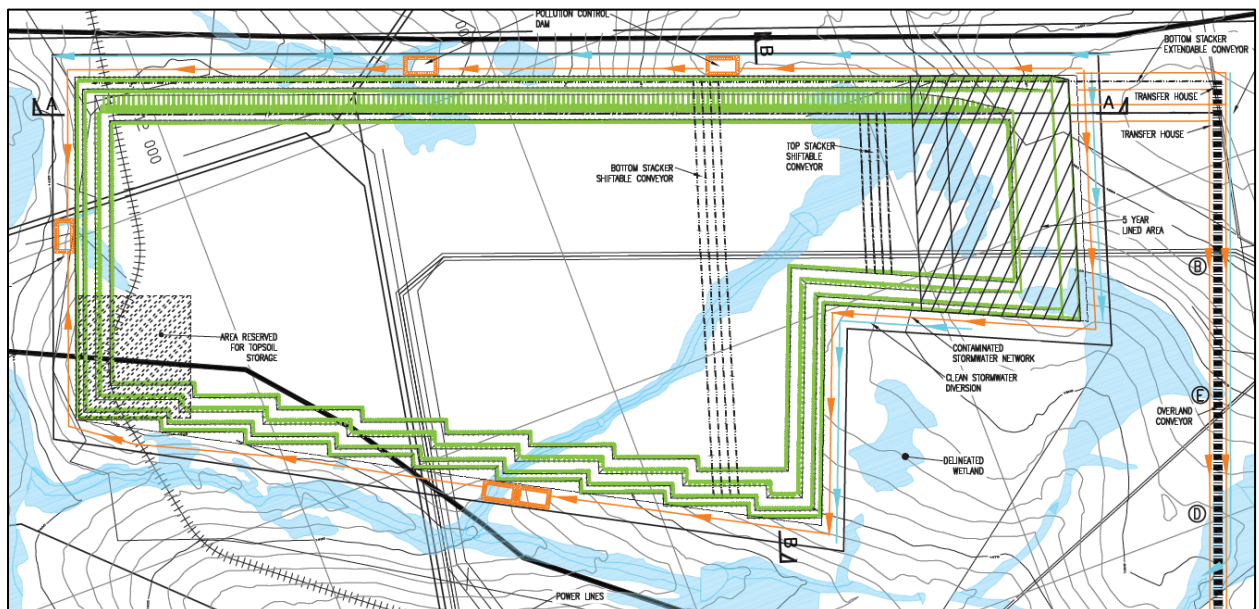 POLLUTION CONTROL
DAM
000
B
BOTTOM STACKER
EXTENDABLE CONVEYOR
A
A
TRANSFER HOUSE
TRANSFER HOUSE
000
TOP STACKER
SHIFTABLE
CONVEYOR
BOTTOM STACKER
SHIFTABLE CONVEYOR
5 YEAR
LINED AREA
B
AREA RESERVED
FOR TOPSOIL
STORAGE
CONTAMINATED
STORMWATER NETWORK
CLEAN STORMWATER
DIVERSION
E
OVERLAND
CONVEYOR
DELINEATED
WETLAND
D
B
POWER LINES